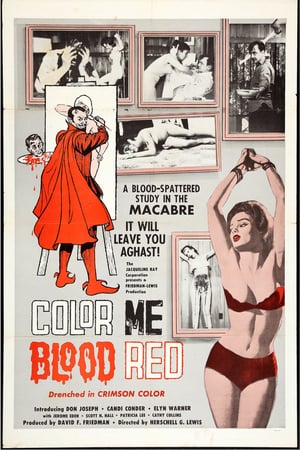 A BLOOD-SPATTERED
STUDY IN THE
MACABRE
IT WILL
LEAVE YOU
AGHAST!
The
JACQUELINE KAY
Corporation
presents a
FRIEDMAN-LEWIS
Production
COLOR ME
BLOOD RED
Drenched in CRIMSON COLOR
Introducing DON JOSEPH • CANDI CONDER • ELYN WARNER
with JEROME EDEN • SCOTT H. HALL • PATRICIA LEE • CATHY COLLINS
Produced by DAVID F. FRIEDMAN • Directed by HERSCHELL G. LEWIS